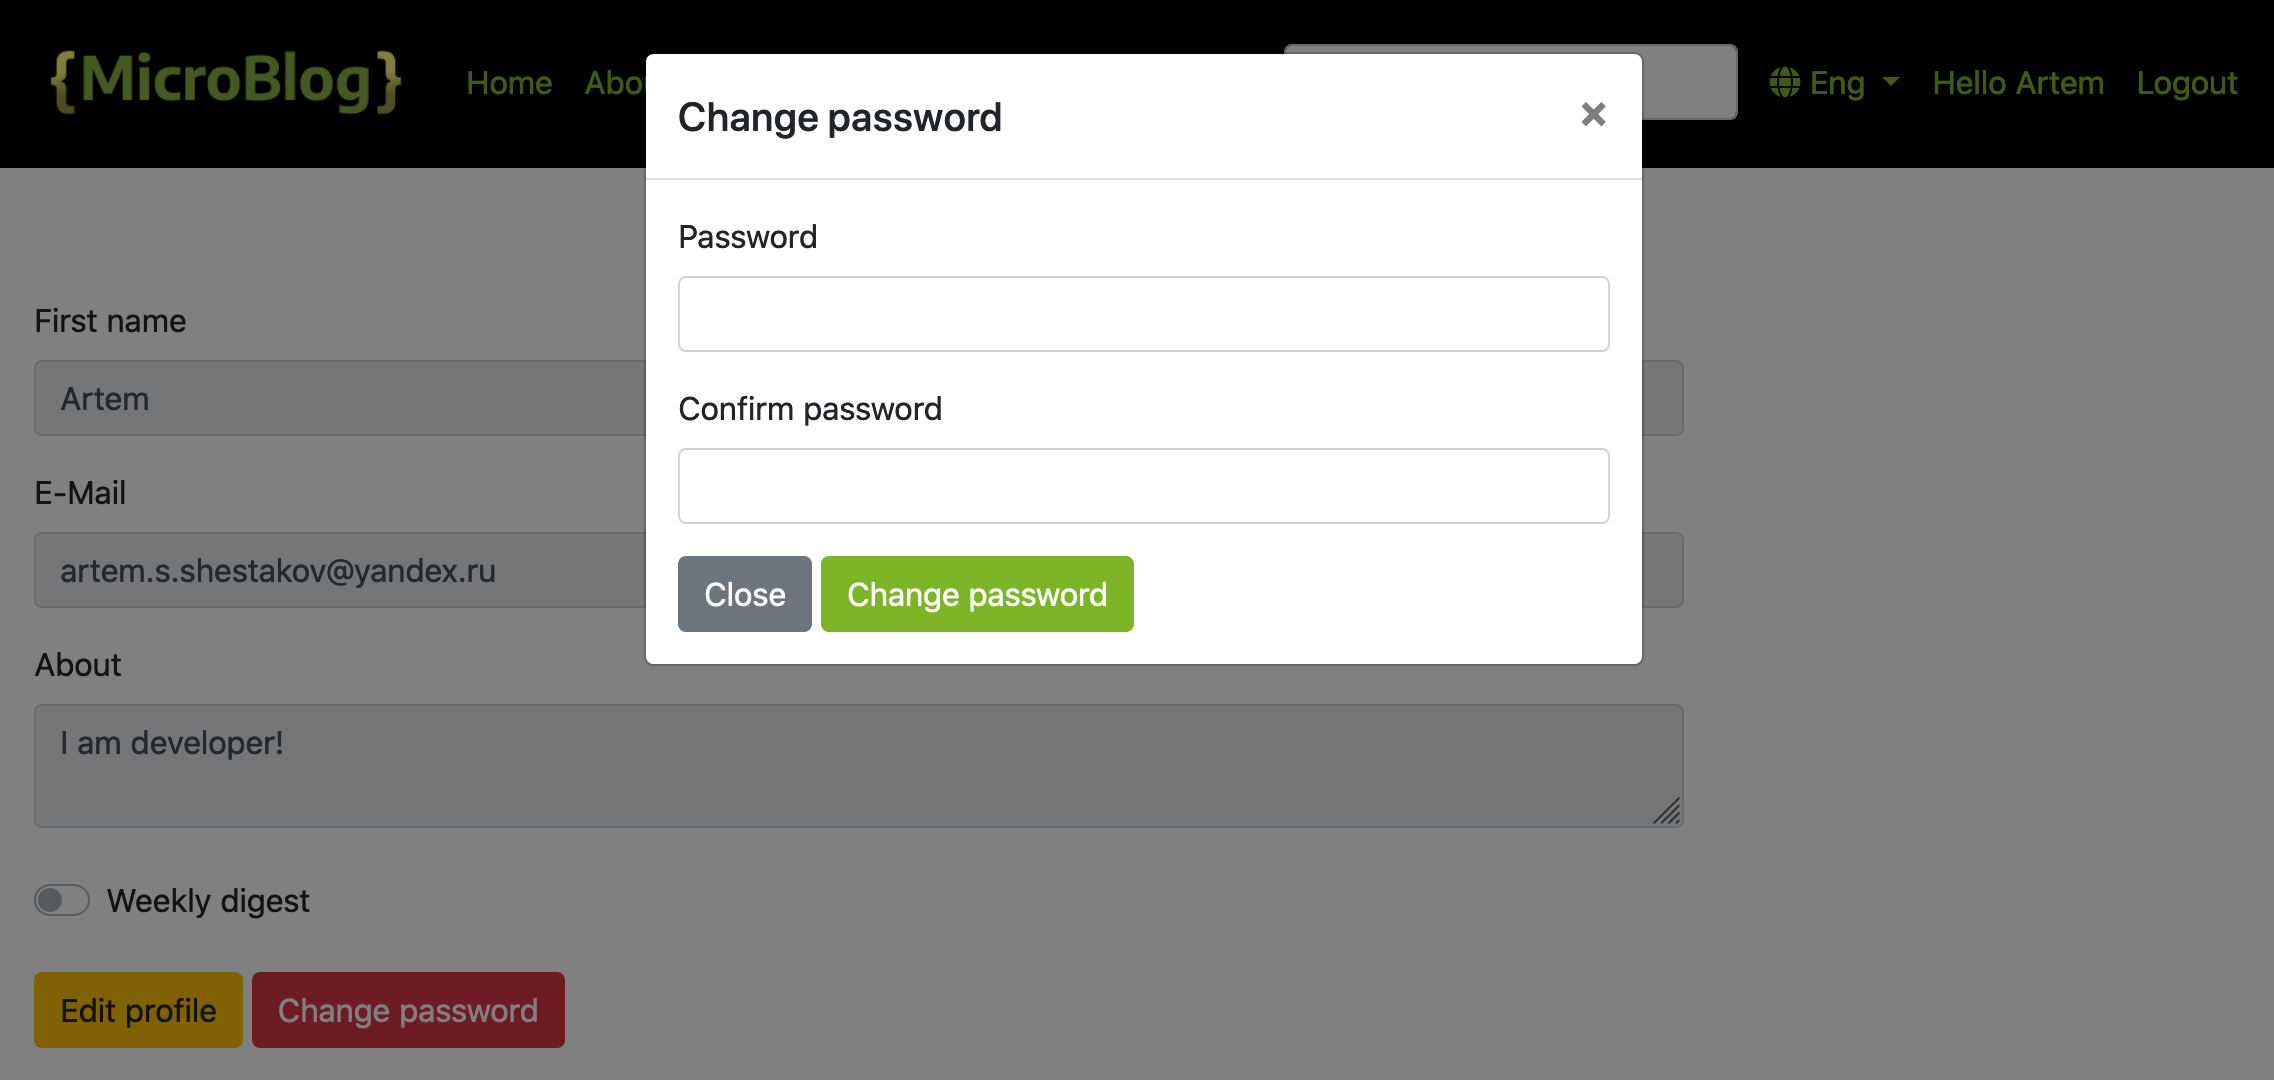 {MicroBlog}
Home
Eng
Hello Artem
Logout
Change password
×
Password
Confirm password
Close
Change password
First name
Artem
E-Mail
artem.s.shestakov@yandex.ru
About
I am developer!
Weekly digest
Edit profile
Change password